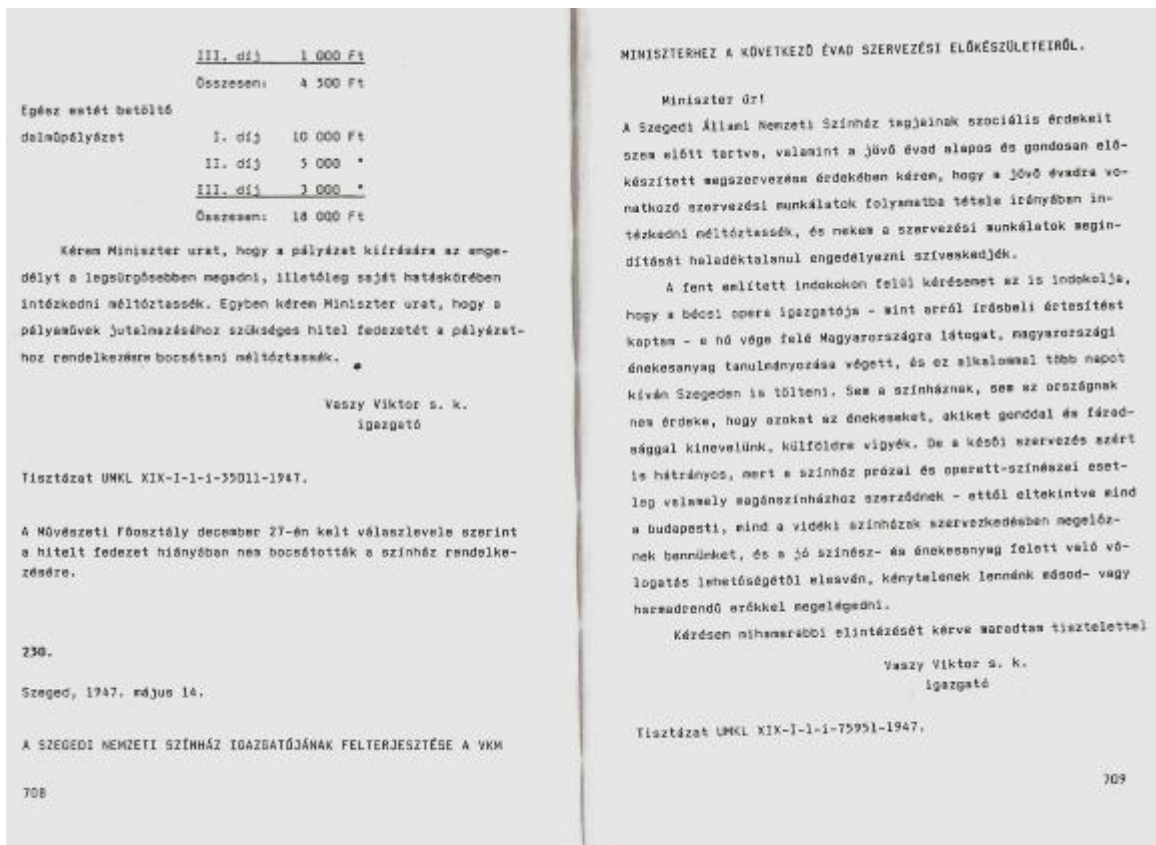 III. díj 1 000 Ft
Összesen: 4 500 Ft
Egész estét betöltő
dalműpályázat I. díj 10 000 Ft
II. díj 5 000 "
III. díj 3 000 "
Összesen: 18 000 Ft
Kérem Miniszter urat, hogy a pályázat kiírására az enge-
délyt a legsürgősebben megadni, illetőleg saját hatáskörében
intézkedni méltóztassék. Egyben kérem Miniszter urat, hogy a
pályaművek jutalmazásához szükséges hitel fedezetét a pályázat-
hoz rendelkezésre bocsátani méltóztassék.
Vaszy Viktor s. k.
igazgató
Tisztázat UMKL XIX-I-1-i-35011-1947.
A Művészeti Főosztály december 27-én kelt válaszlevele szerint
a hitelt fedezet hiányában nem bocsátották a színház rendelke-
zésére.
230.
Szeged, 1947. május 14.
A SZEGEDI NEMZETI SZÍNHÁZ IGAZGATÓJÁNAK FELTERJESZTÉSE A VKM
708
MINISZTERHEZ A KÖVETKEZŐ ÉVAD SZERVEZÉSI ELŐKÉSZÜLETEIRŐL.
Miniszter úr!
A Szegedi Állami Nemzeti Színház tagjainak szociális érdekeit
szem előtt tartva, valamint a jövő évad alapos és gondosan elő-
készített megszervezése érdekében kérem, hogy a jövő évadra vo-
natkozó szervezési munkálatok folyamatba tétele irányában in-
tézkedni méltóztassék, és nekem a szervezési munkálatok megin-
dítását haladéktalanul engedélyezni szíveskedjék.
A fent említett indokokon felül kérésemet az is indokolja,
hogy a bécsi opera igazgatója - mint arról írásbeli értesítést
kaptam - e hó vége felé Magyarországra látogat, magyarországi
énekesanyag tanulmányozása végett, és ez alkalommal több napot
kíván Szegeden is tölteni. Sem a színháznak, sem az országnak
nem érdeke, hogy azokat az énekeseket, akiket gonddal és fárad-
sággal kinevelünk, külföldre vigyék. De a késői szervezés azért
is hátrányos, mert a színház prózai és operett-színészei eset-
leg valamely magánszínházhoz szerződnek - ettől eltekintve mind
a budapesti, mind a vidéki színházak szervezkedésben megelőz-
nek bennünket, és a jó színész- és énekesanyag felett való vá-
logatás lehetőségétől elesvén, kénytelenek lennénk másod- vagy
harmadrendű erőkkel megelégedni.
Kérésem mihamarabbi elintézését kérve maradtam tisztelettel
Vaszy Viktor s. k.
igazgató
Tisztázat UMKL XIX-I-1-i-75951-1947.
709